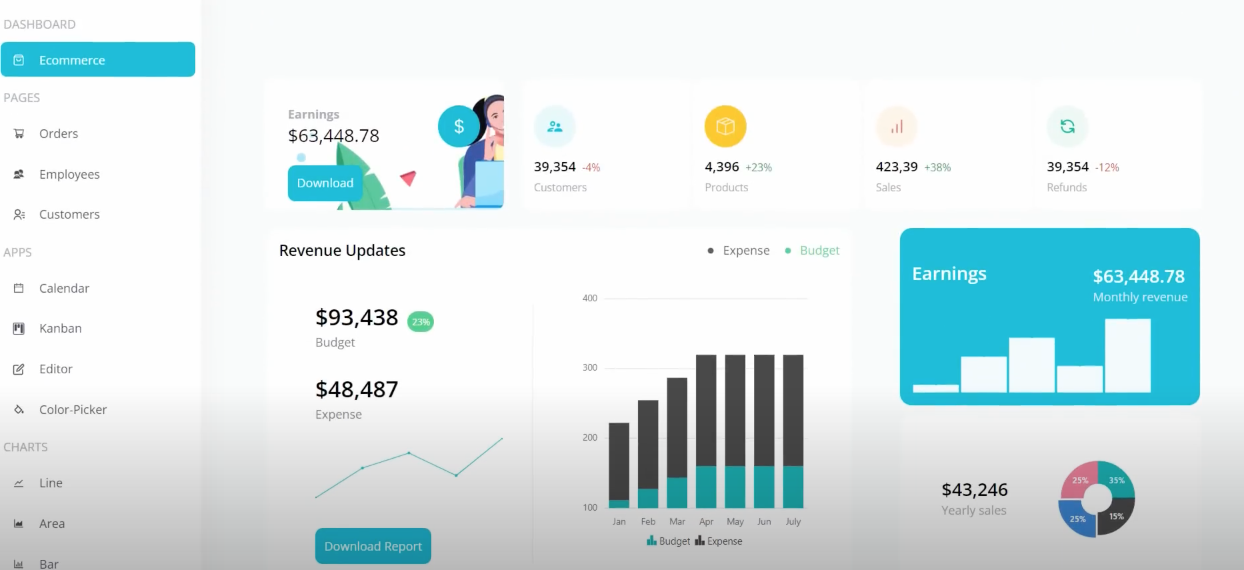 DASHBOARD
Ecommerce
PAGES
Orders
Employees
Customers
APPS
Calendar
Kanban
Editor
Color-Picker
CHARTS
Line
Area
Bar
Earnings
$63,448.78
Download
$
39,354 -4%
Customers
4,396 +23%
Products
423,39 +38%
Sales
39,354 -12%
Refunds
Revenue Updates
Expense Budget
$93,438 23%
Budget
$48,487
Expense
Download Report
400
300
200
100
Jan Feb Mar Apr May Jun July
Budget Expense
Earnings
$63,448.78
Monthly revenue
$43,246
Yearly sales
25% 35%
25% 15%